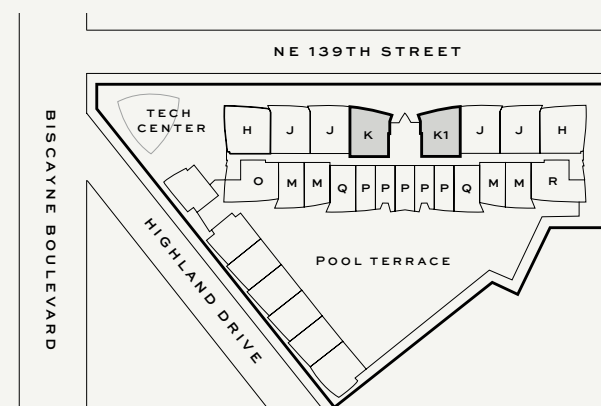 NE 139TH STREET
BISCAYNE BOULEVARD
TECH
CENTER
H J J K K1 J J H
O M M Q P P P P P Q M M R
HIGHLAND DRIVE
POOL TERRACE